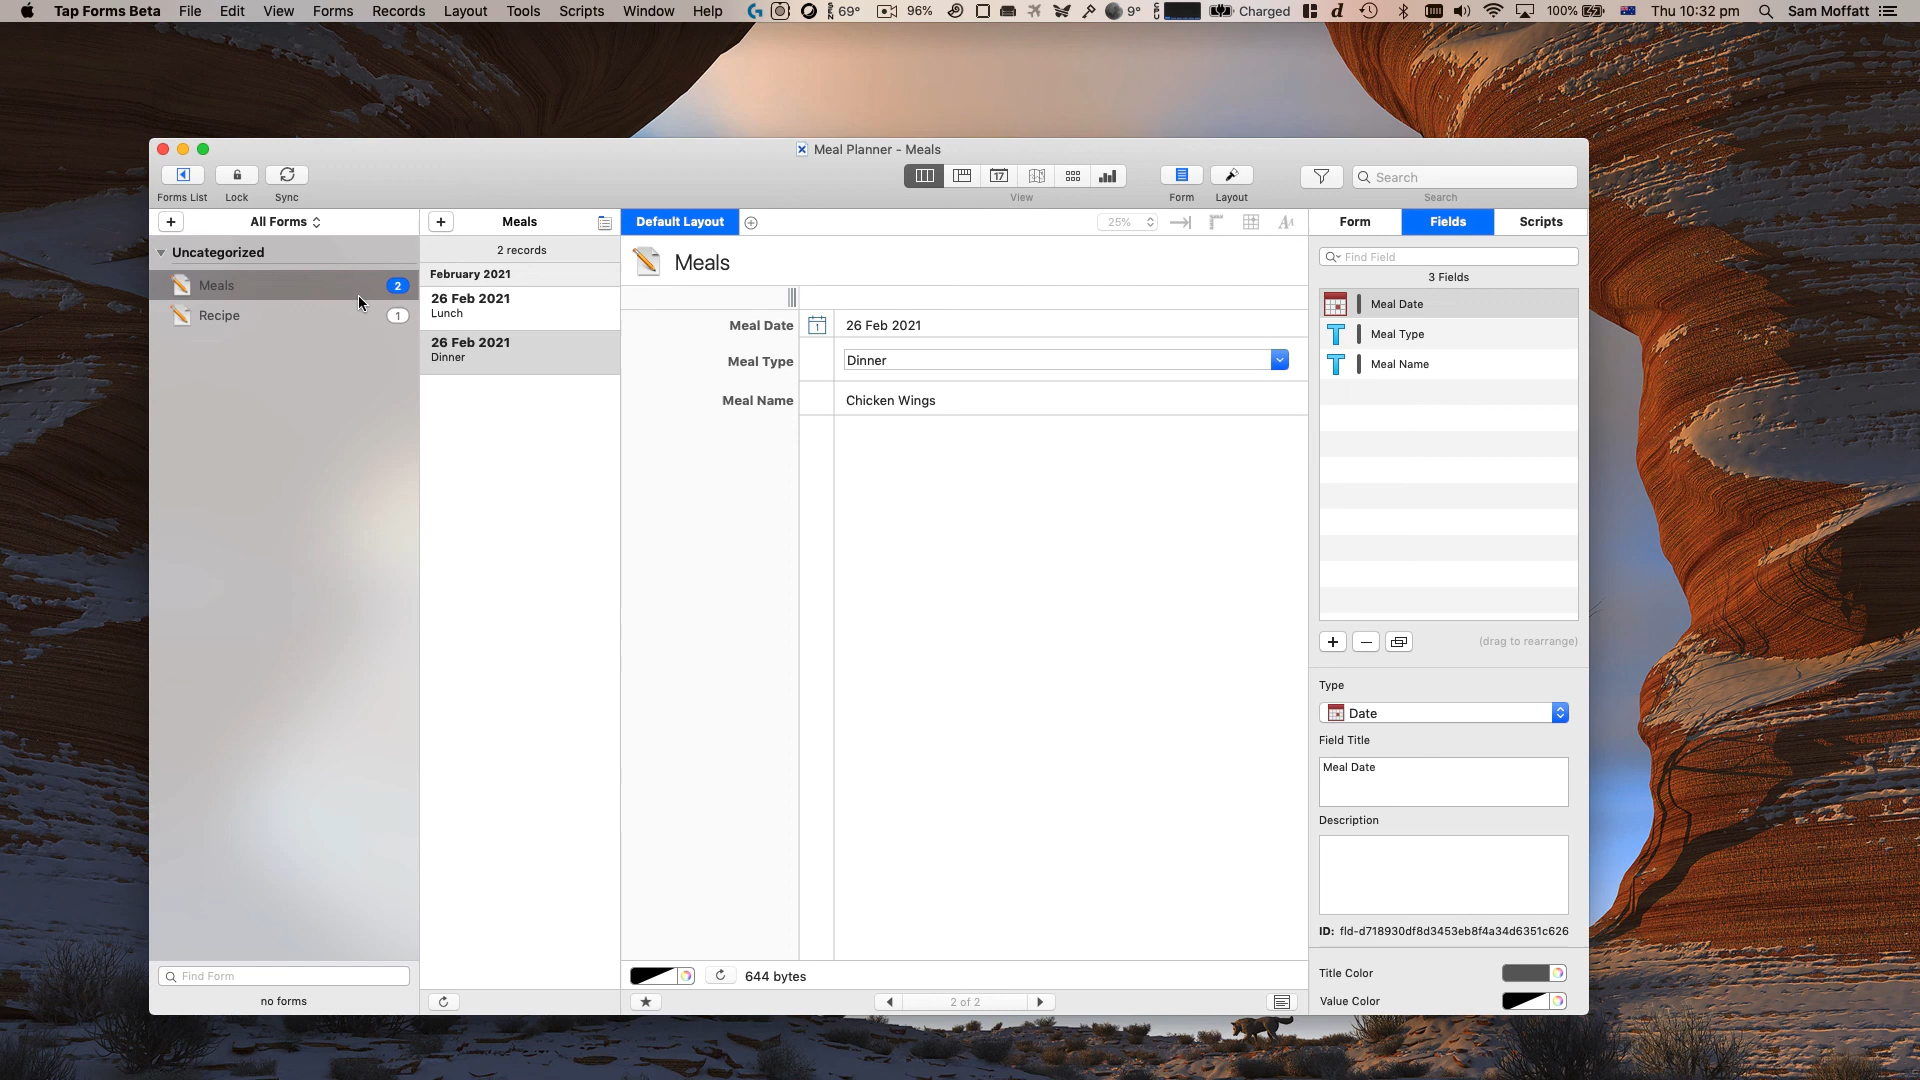 Tap Forms Beta File Edit View Forms Records Layout Tools Scripts Window Help 69° 96% 9° Charged 100% Thu 10:32 pm Sam Moffatt
Meal Planner - Meals
17
Search
Forms List Lock Sync View Form Layout Search
All Forms Meals Default Layout 25% Form Fields Scripts
Uncategorized
Meals 2
Recipe 1
2 records
February 2021
26 Feb 2021
Lunch
26 Feb 2021
Dinner
Meals
Meal Date 1 26 Feb 2021
Meal Type Dinner
Meal Name Chicken Wings
Find Field
3 Fields
Meal Date
Meal Type
Meal Name
(drag to rearrange)
Type
Date
Field Title
Meal Date
Description
ID: fld-d718930df8d3453eb8f4a34d6351c626
Title Color
Value Color
Find Form
no forms
644 bytes
2 of 2